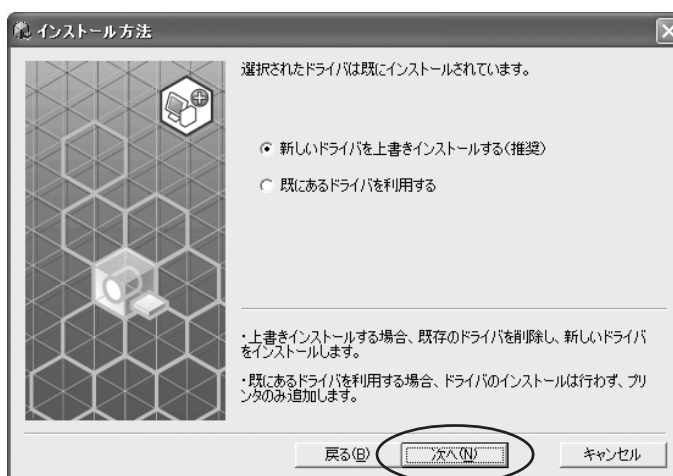 インストール方法
選択されたドライバは既にインストールされています。
新しいドライバを上書きインストールする(推奨)
既にあるドライバを利用する
・上書きインストールする場合、既存のドライバを削除し、新しいドライバ
をインストールします。
・既にあるドライバを利用する場合、ドライバのインストールは行わず、プリ
ンタのみ追加します。
戻る(B) 次へ(N) キャンセル